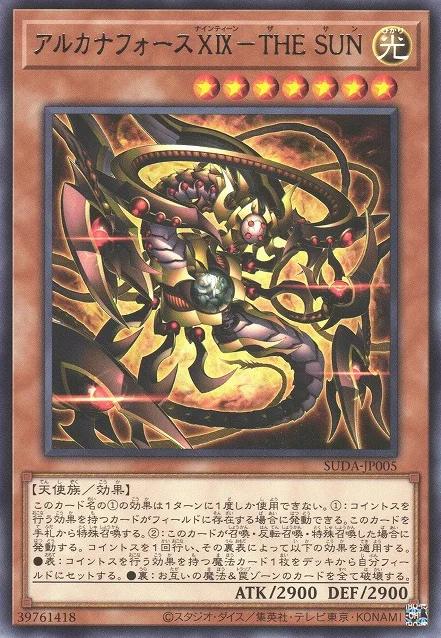 ナインティーン ザ サン
アルカナフォースⅩⅨ－THE SUN
ひかり
光
SUDA-JP005
【天使族／効果】
このカード名の①の効果は１ターンに１度しか使用できない。①：コイントスを
行う効果を持つカードがフィールドに存在する場合に発動できる。このカードを
手札から特殊召喚する。②：このカードが召喚・反転召喚・特殊召喚した場合に
発動する。コイントスを１回行い、その裏表によって以下の効果を適用する。
●表：コイントスを行う効果を持つ魔法カード１枚をデッキから自分フィ
ールドにセットする。●裏：お互いの魔法＆罠ゾーンのカードを全て破壊する。
ATK/2900 DEF/2900
39761418
©スタジオ・ダイス／集英社・テレビ東京・KONAMI